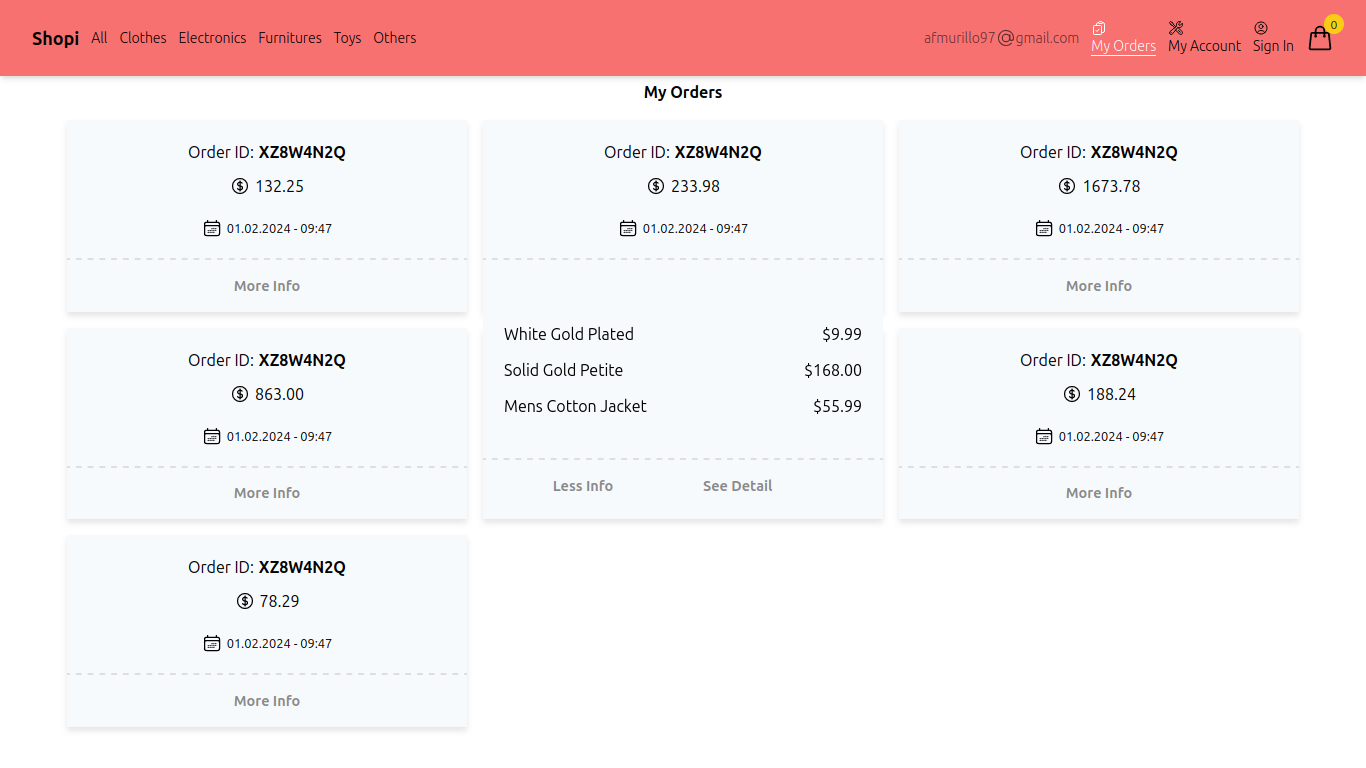 Shopi All Clothes Electronics Furnitures Toys Others
afmurillo97@gmail.com My Orders My Account Sign In 0
My Orders
Order ID: XZ8W4N2Q
132.25
01.02.2024 - 09:47
More Info
Order ID: XZ8W4N2Q
233.98
01.02.2024 - 09:47
White Gold Plated $9.99
Solid Gold Petite $168.00
Mens Cotton Jacket $55.99
Less Info See Detail
Order ID: XZ8W4N2Q
1673.78
01.02.2024 - 09:47
More Info
Order ID: XZ8W4N2Q
863.00
01.02.2024 - 09:47
More Info
Order ID: XZ8W4N2Q
188.24
01.02.2024 - 09:47
More Info
Order ID: XZ8W4N2Q
78.29
01.02.2024 - 09:47
More Info